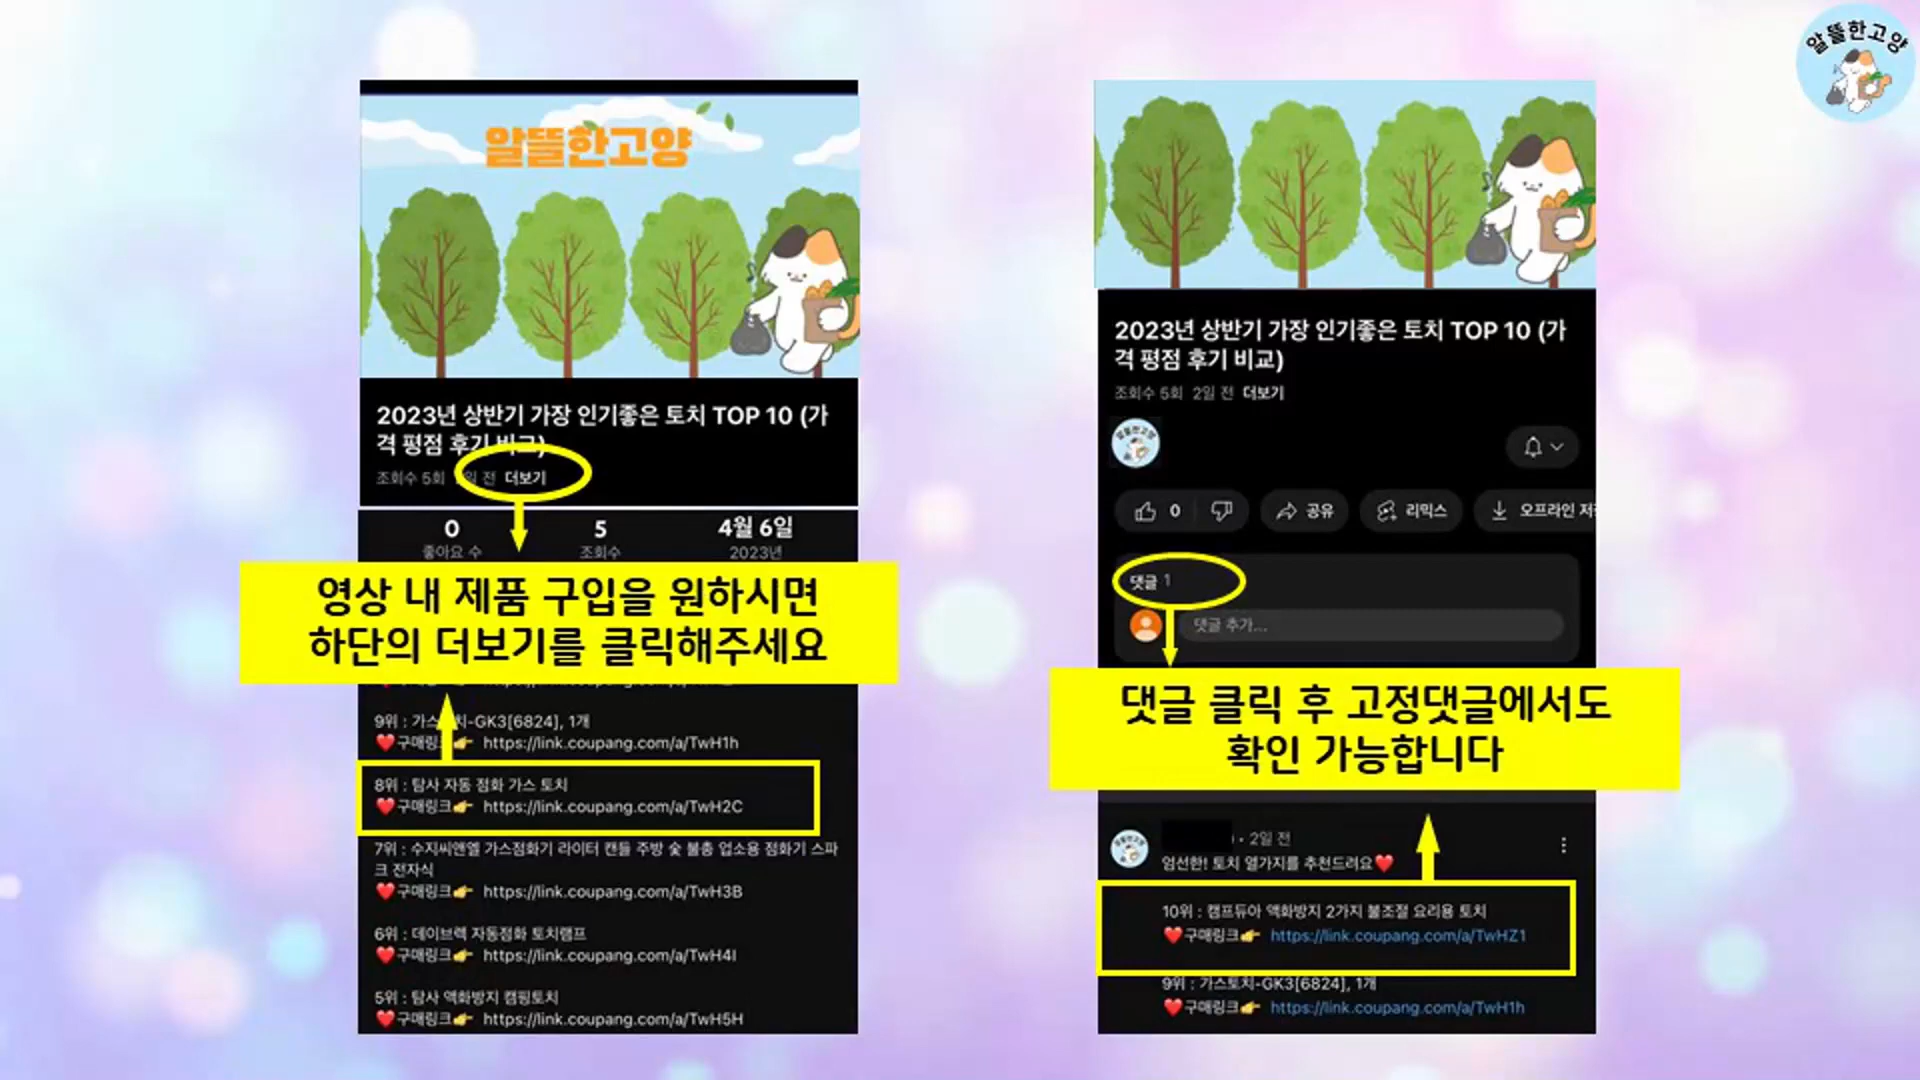 알뜰한고양
알뜰한고양
2023년 상반기 가장 인기좋은 토치 TOP 10 (가
격 평점 후기 비교)
조회수 5회 일 전 더보기
0 5 4월 6일
좋아요 수 조회수 2023년
영상 내 제품 구입을 원하시면
하단의 더보기를 클릭해주세요
9위 : 가스토치-GK3[6824], 1개
❤️구매링크👉 https://link.coupang.com/a/TwH1h
8위 : 탐사 자동 점화 가스 토치
❤️구매링크👉 https://link.coupang.com/a/TwH2C
7위 : 수지씨앤엘 가스점화기 라이터 캔들 주방 숯 불총 업소용 점화기 스파
크 전자식
❤️구매링크👉 https://link.coupang.com/a/TwH3B
6위 : 데이브렉 자동점화 토치램프
❤️구매링크👉 https://link.coupang.com/a/TwH4I
5위 : 탐사 액화방지 캠핑토치
❤️구매링크👉 https://link.coupang.com/a/TwH5H
2023년 상반기 가장 인기좋은 토치 TOP 10 (가
격 평점 후기 비교)
조회수 5회 2일 전 더보기
알뜰한고양
0 공유 리믹스 오프라인 저
댓글 1
댓글 추가...
댓글 클릭 후 고정댓글에서도
확인 가능합니다
알뜰한고양
• 2일 전
엄선한! 토치 열가지를 추천드려요❤️
10위 : 캠프듀아 액화방지 2가지 불조절 요리용 토치
❤️구매링크👉 https://link.coupang.com/a/TwHZ1
9위 : 가스토치-GK3[6824], 1개
❤️구매링크👉 https://link.coupang.com/a/TwH1h